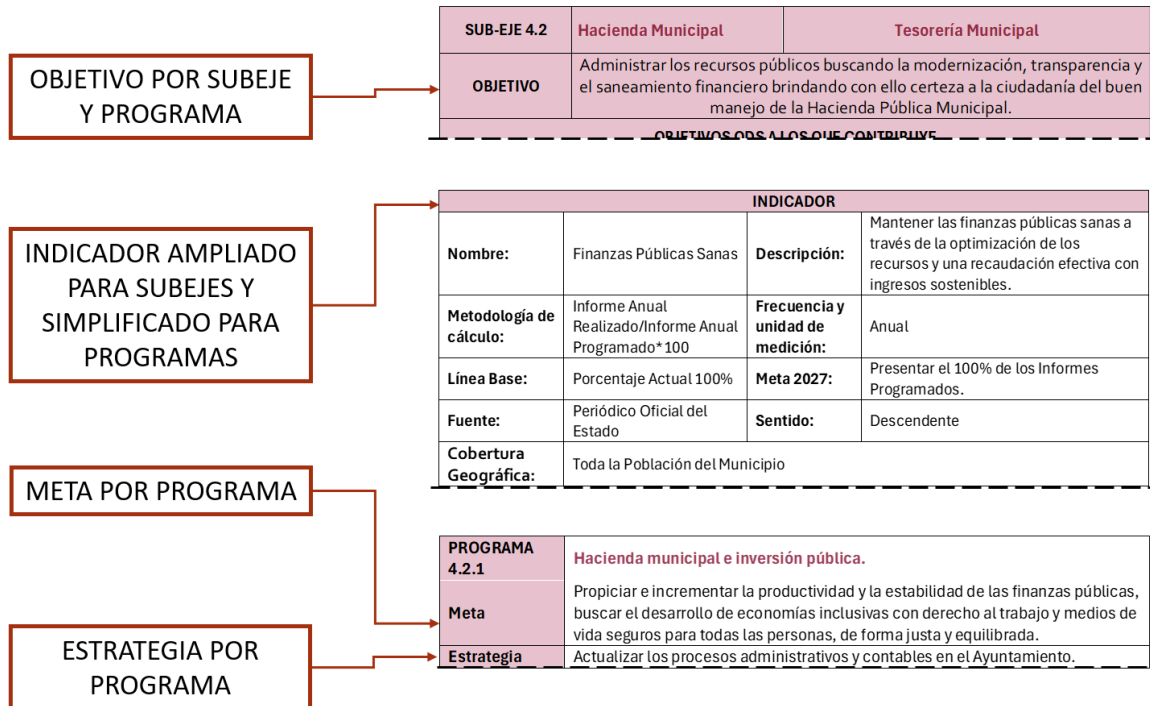 OBJETIVO POR SUBEJE
Y PROGRAMA
SUB-EJE 4.2
Hacienda Municipal
Tesorería Municipal
OBJETIVO
Administrar los recursos públicos buscando la modernización, transparencia y
el saneamiento financiero brindando con ello certeza a la ciudadanía del buen
manejo de la Hacienda Pública Municipal.
OBJETIVOS ODS A LOS QUE CONTRIBUYE
INDICADOR AMPLIADO
PARA SUBEJES Y
SIMPLIFICADO PARA
PROGRAMAS
INDICADOR
Nombre:
Finanzas Públicas Sanas
Descripción:
Mantener las finanzas públicas sanas a
través de la optimización de los
recursos y una recaudación efectiva con
ingresos sostenibles.
Metodología de
cálculo:
Informe Anual
Realizado/Informe Anual
Programado*100
Frecuencia y
unidad de
medición:
Anual
Línea Base:
Porcentaje Actual 100%
Meta 2027:
Presentar el 100% de los Informes
Programados.
Fuente:
Periódico Oficial del
Estado
Sentido:
Descendente
Cobertura
Geográfica:
Toda la Población del Municipio
META POR PROGRAMA
PROGRAMA
4.2.1
Hacienda municipal e inversión pública.
Meta
Propiciar e incrementar la productividad y la estabilidad de las finanzas públicas,
buscar el desarrollo de economías inclusivas con derecho al trabajo y medios de
vida seguros para todas las personas, de forma justa y equilibrada.
ESTRATEGIA POR
PROGRAMA
Estrategia
Actualizar los procesos administrativos y contables en el Ayuntamiento.